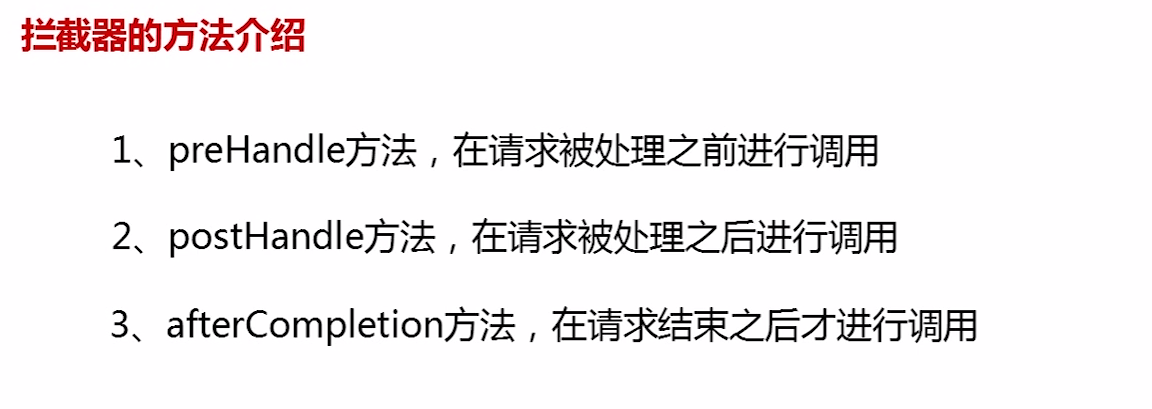 拦截器的方法介绍
1、preHandle方法，在请求被处理之前进行调用
2、postHandle方法，在请求被处理之后进行调用
3、afterCompletion方法，在请求结束之后才进行调用